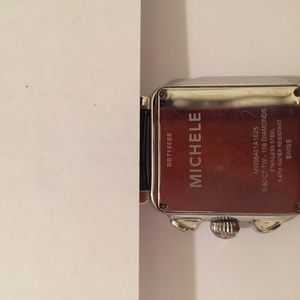 MICHELE
MW06A01A1025
0.60 CT/TW - 108 DIAMONDS
STAINLESS STEEL
5 ATM WATER RESISTANT
SWISS